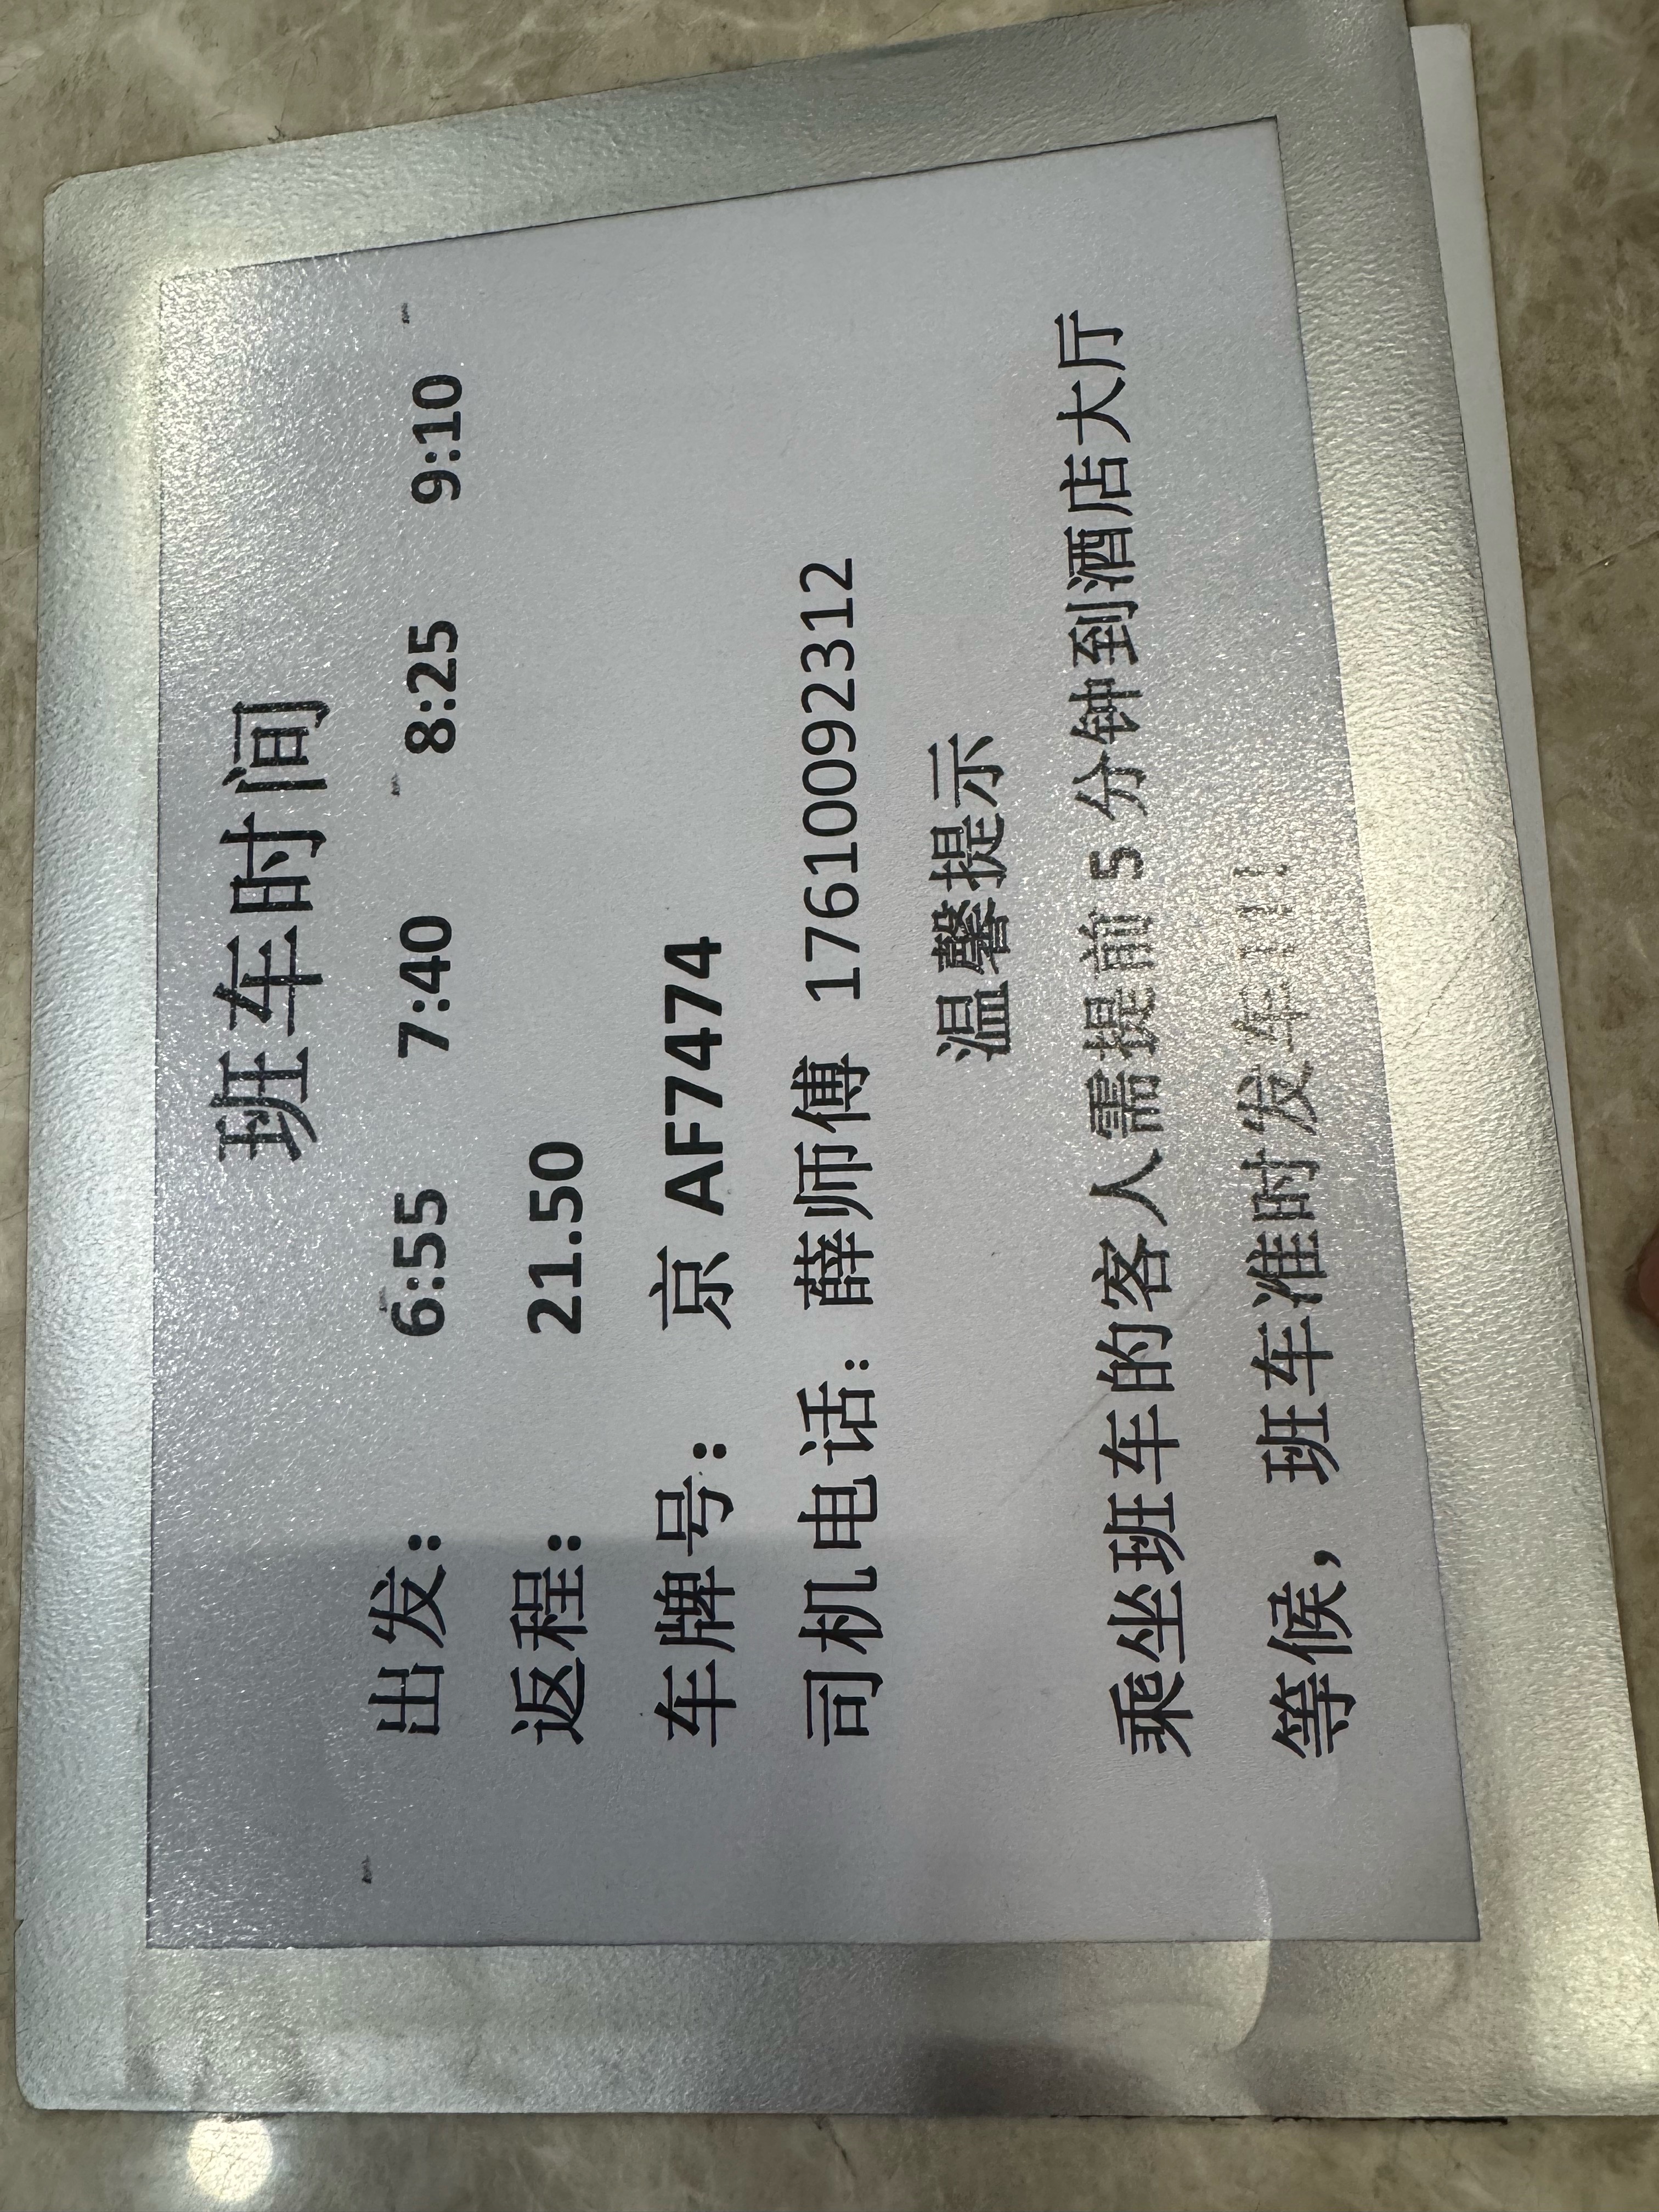 班车时间
出发： 6:55 7:40 8:25 9:10
返程： 21.50
车牌号： 京 AF7474
司机电话：薛师傅 17610092312
温馨提示
乘坐班车的客人需提前 5 分钟到酒店大厅
等候，班车准时发车！！！